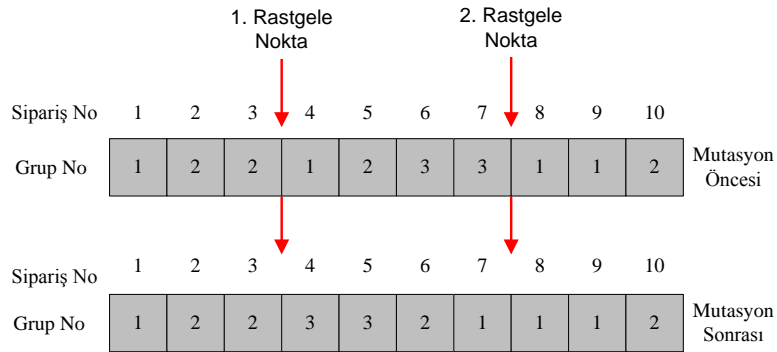 1. Rastgele
Nokta
2. Rastgele
Nokta
Sipariş No 1 2 3 4 5 6 7 8 9 10
Grup No 1 2 2 1 2 3 3 1 1 2
Mutasyon
Öncesi
Sipariş No 1 2 3 4 5 6 7 8 9 10
Grup No 1 2 2 3 3 2 1 1 1 2
Mutasyon
Sonrası